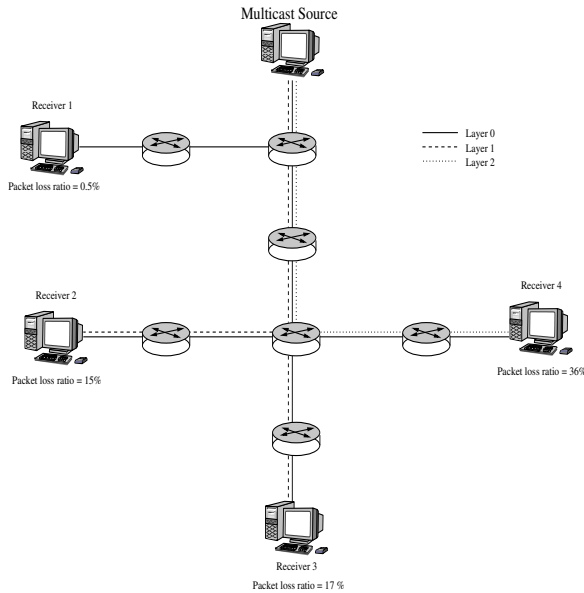 Multicast Source
Receiver 1
Packet loss ratio = 0.5%
Layer 0
Layer 1
Layer 2
Receiver 2
Packet loss ratio = 15%
Receiver 4
Packet loss ratio = 36%
Receiver 3
Packet loss ratio = 17 %